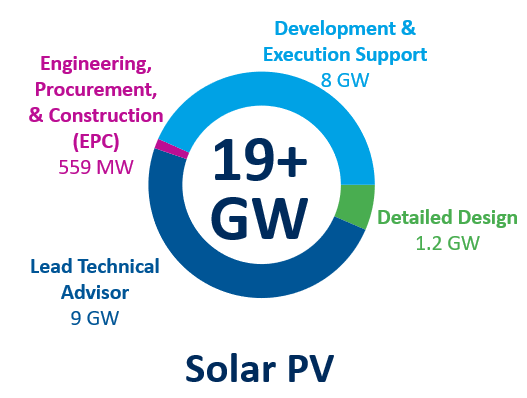 Development &
Execution Support
8 GW
Engineering,
Procurement,
& Construction
(EPC)
559 MW
19+
GW
Detailed Design
1.2 GW
Lead Technical
Advisor
9 GW
Solar PV